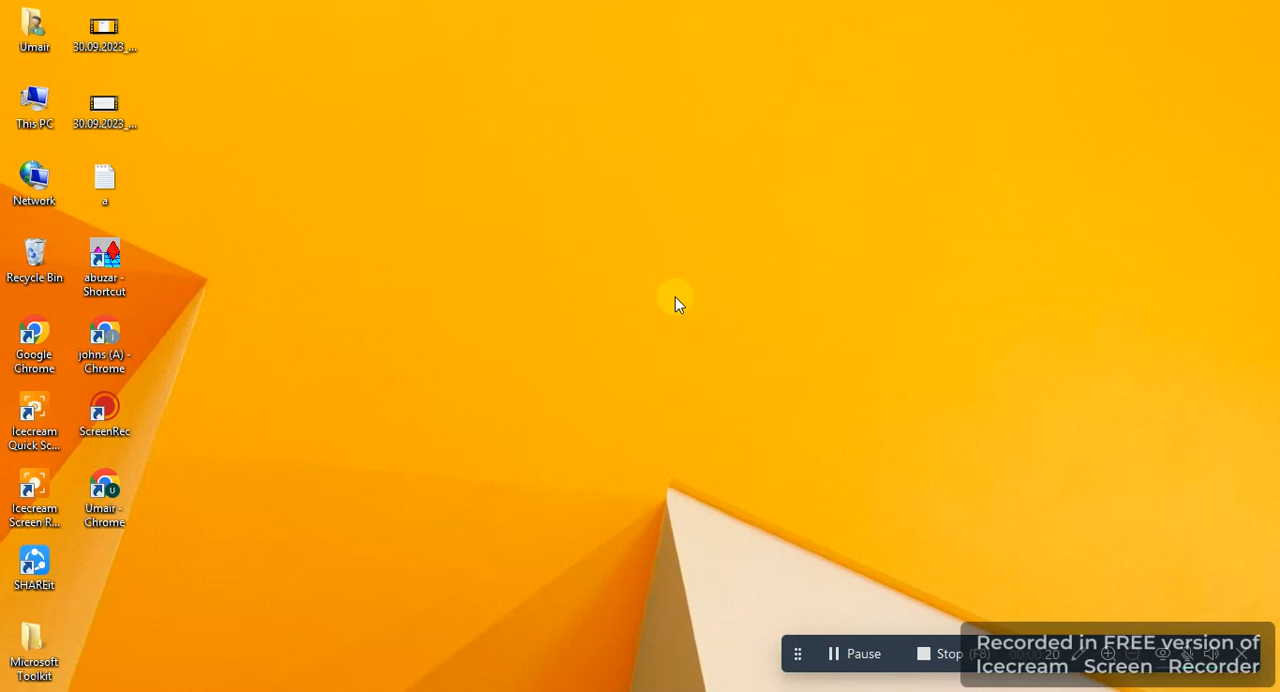 Umair
30.09.2023_...
This PC
30.09.2023_...
Network
a
Recycle Bin
abuzar -
Shortcut
Google
Chrome
johns (A) -
Chrome
Icecream
Quick Sc...
ScreenRec
Icecream
Screen R...
U
Umair -
Chrome
SHAREit
Microsoft
Toolkit
Pause
Stop (F8)
Recorded in FREE version of
Icecream Screen Recorder